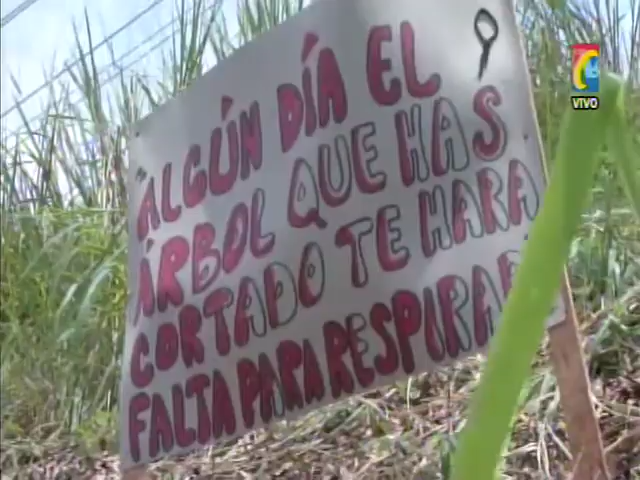 "ALGÚN DÍA EL
ÁRBOL QUE HAS
CORTADO TE HARA
FALTA PARA RESPIRAR
VIVO